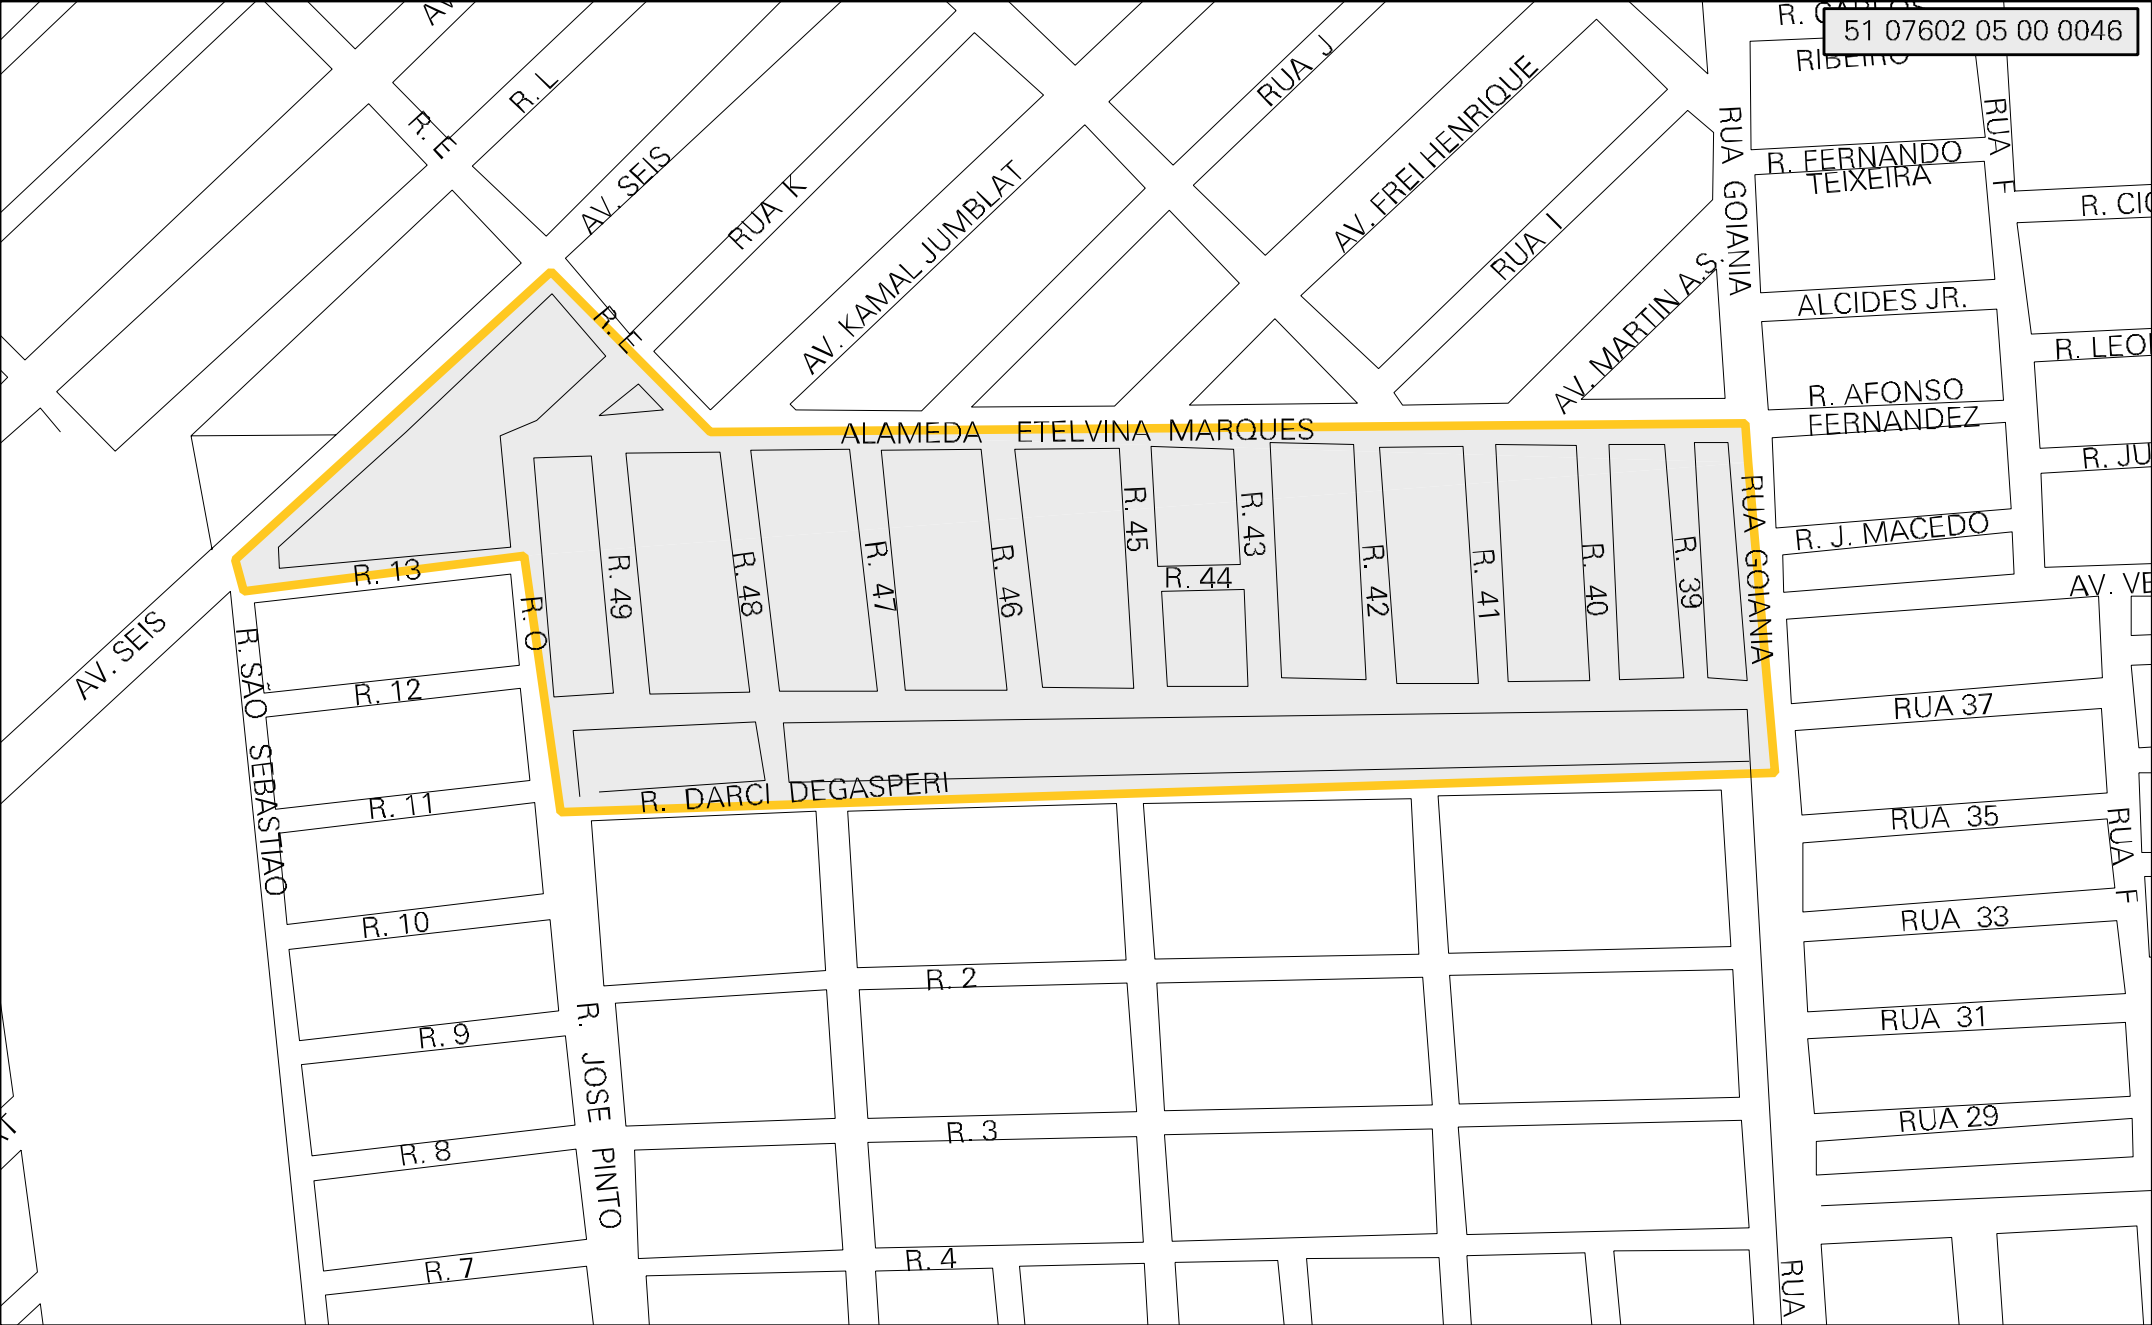 51 07602 05 00 0046
RIBEIRO
R. L
R. E
AV. SEIS
RUA K
AV. KAMAL JUMBLAT
RUA J
AV. FREI HENRIQUE
RUA I
AV. MARTIN A.S.
RUA GOIANIA
RUA F
R. FERNANDO
TEIXEIRA
ALCIDES JR.
R. AFONSO
FERNANDEZ
R. J. MACEDO
R. E
ALAMEDA ETELVINA MARQUES
R. 13
R. O
R. 49
R. 48
R. 47
R. 46
R. 45
R. 44
R. 43
R. 42
R. 41
R. 40
R. 39
RUA GOIANIA
R. DARCI DEGASPERI
AV. SEIS
R. SÃO SEBASTIAO
R. 12
R. 11
R. 10
R. 9
R. 8
R. 7
R. JOSE PINTO
R. 2
R. 3
R. 4
RUA 37
RUA 35
RUA 33
RUA 31
RUA 29
RUA F
RUA